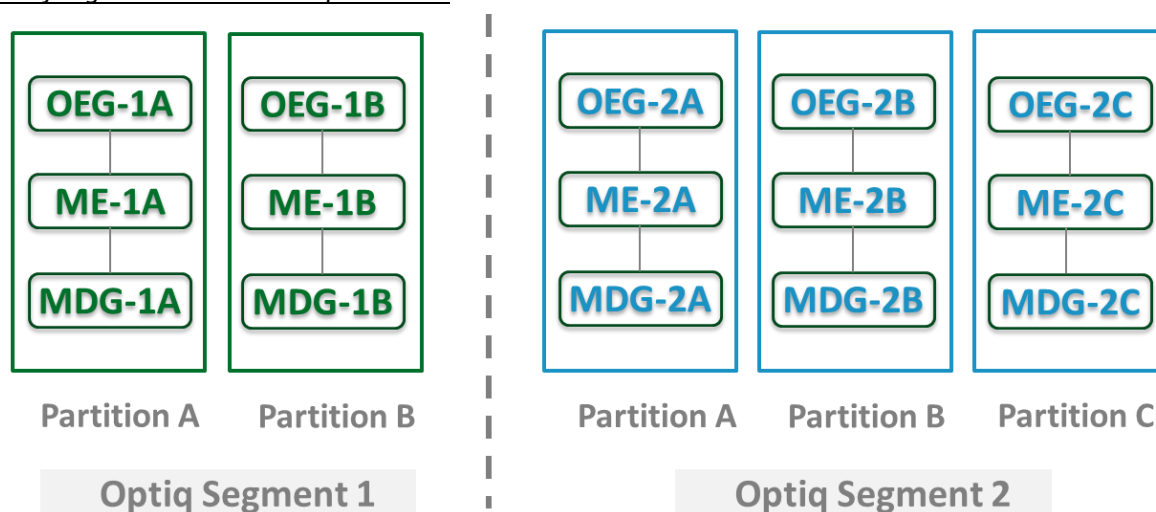 OEG-1A
ME-1A
MDG-1A
Partition A
OEG-1B
ME-1B
MDG-1B
Partition B
Optiq Segment 1
OEG-2A
ME-2A
MDG-2A
Partition A
OEG-2B
ME-2B
MDG-2B
Partition B
OEG-2C
ME-2C
MDG-2C
Partition C
Optiq Segment 2